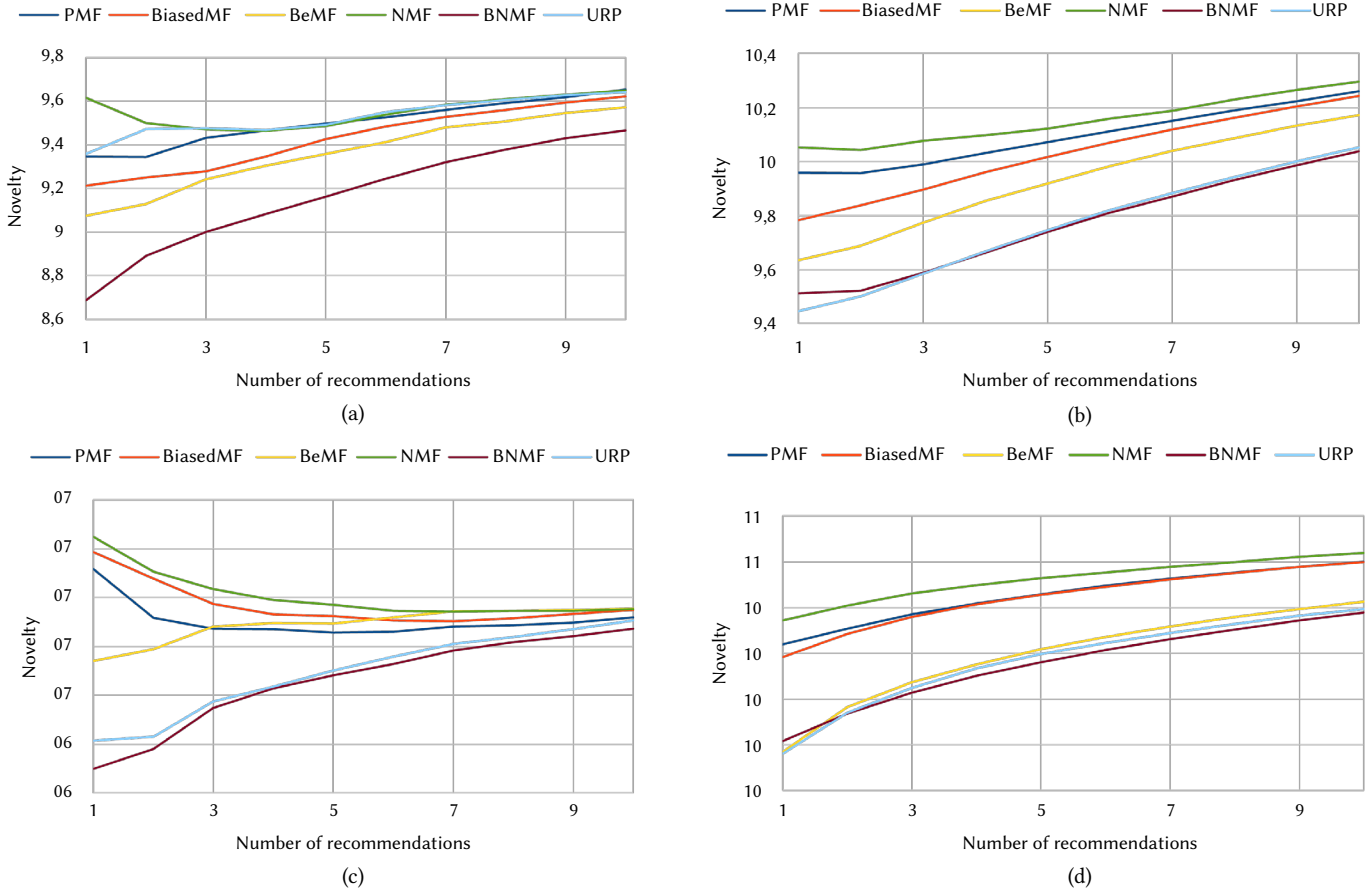 PMF BiasedMF BeMF NMF BNMF URP
9,8
9,6
9,4
9,2
9
8,8
8,6
Novelty
1 3 5 7 9
Number of recommendations
(a)
PMF BiasedMF BeMF NMF BNMF URP
10,4
10,2
10
9,8
9,6
9,4
Novelty
1 3 5 7 9
Number of recommendations
(b)
PMF BiasedMF BeMF NMF BNMF URP
07
07
07
07
07
06
06
Novelty
1 3 5 7 9
Number of recommendations
(c)
PMF BiasedMF BeMF NMF BNMF URP
11
11
10
10
10
10
10
Novelty
1 3 5 7 9
Number of recommendations
(d)